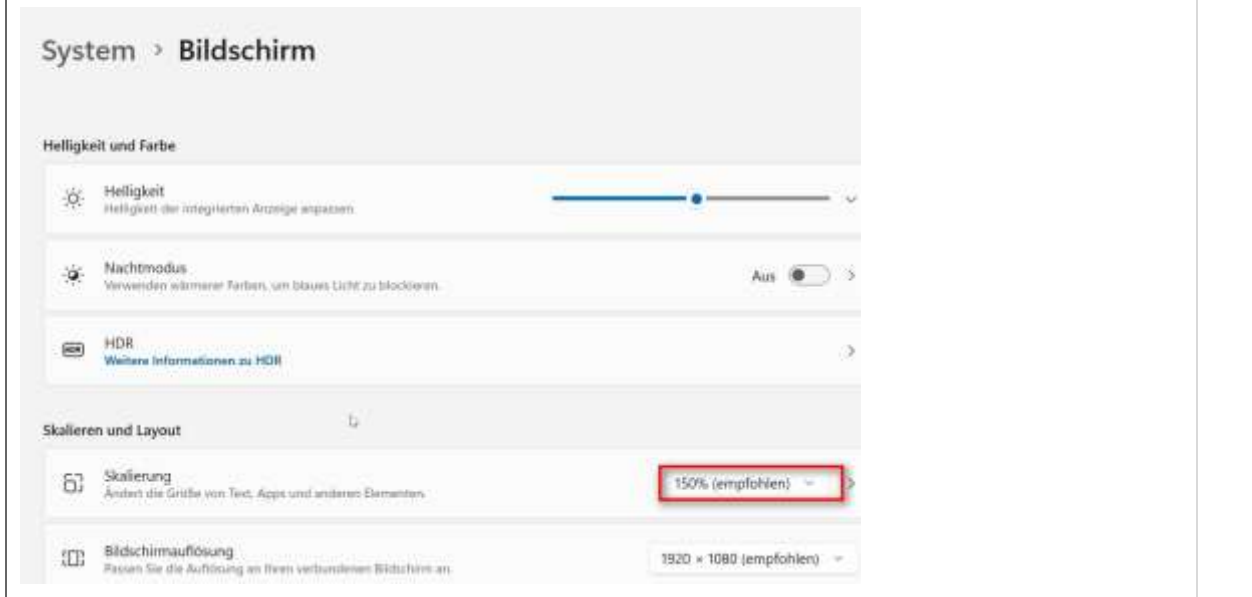 System > Bildschirm
Helligkeit und Farbe
Helligkeit
Helligkeit der integrierten Anzeige anpassen
Nachtmodus
Aus
Verwenden wärmerer Farben, um blaues Licht zu blockieren.
HDR
HDR
Weitere Informationen zu HDR
Skalieren und Layout
Skalierung
150% (empfohlen)
Ändert die Größe von Text, Apps und anderen Elementen.
Bildschirmauflösung
1920 × 1080 (empfohlen)
Passen Sie die Auflösung an Ihren verbundenen Bildschirm an.